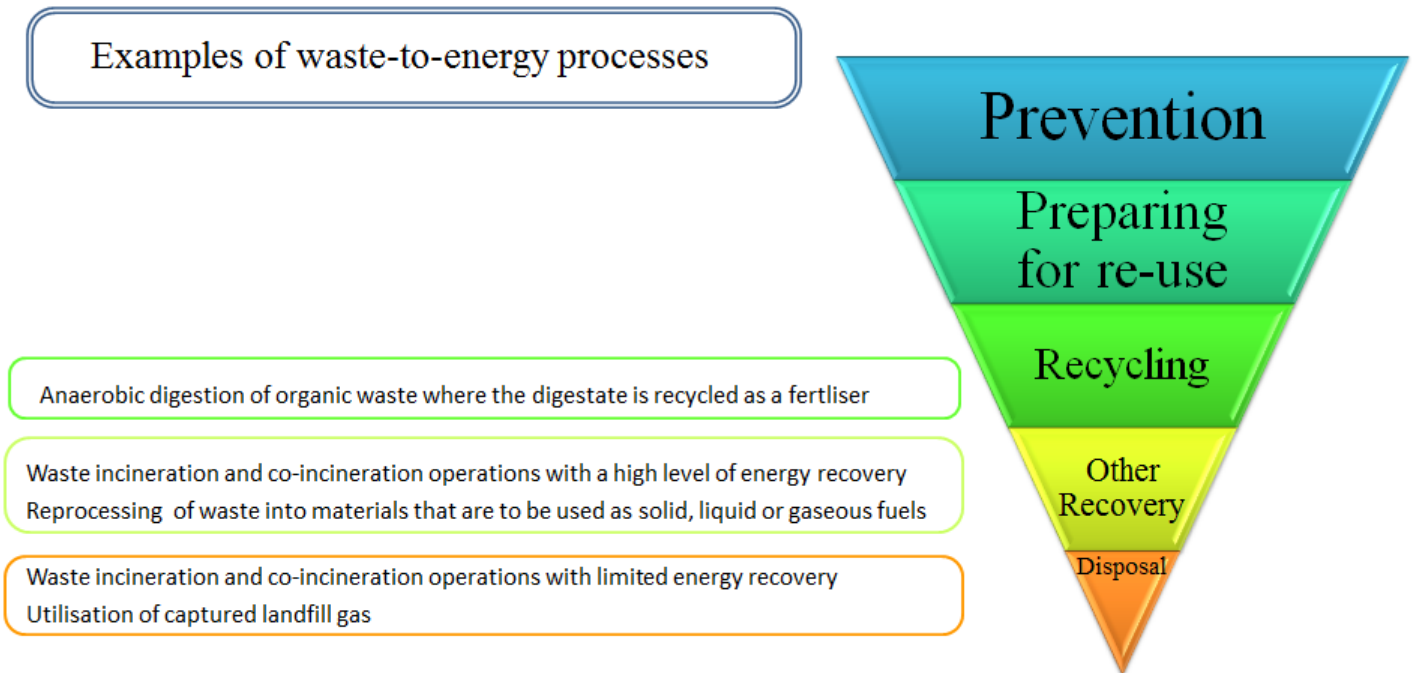 Examples of waste-to-energy processes
Prevention
Preparing
for re-use
Recycling
Anaerobic digestion of organic waste where the digestate is recycled as a fertliser
Other
Recovery
Waste incineration and co-incineration operations with a high level of energy recovery
Reprocessing of waste into materials that are to be used as solid, liquid or gaseous fuels
Disposal
Waste incineration and co-incineration operations with limited energy recovery
Utilisation of captured landfill gas